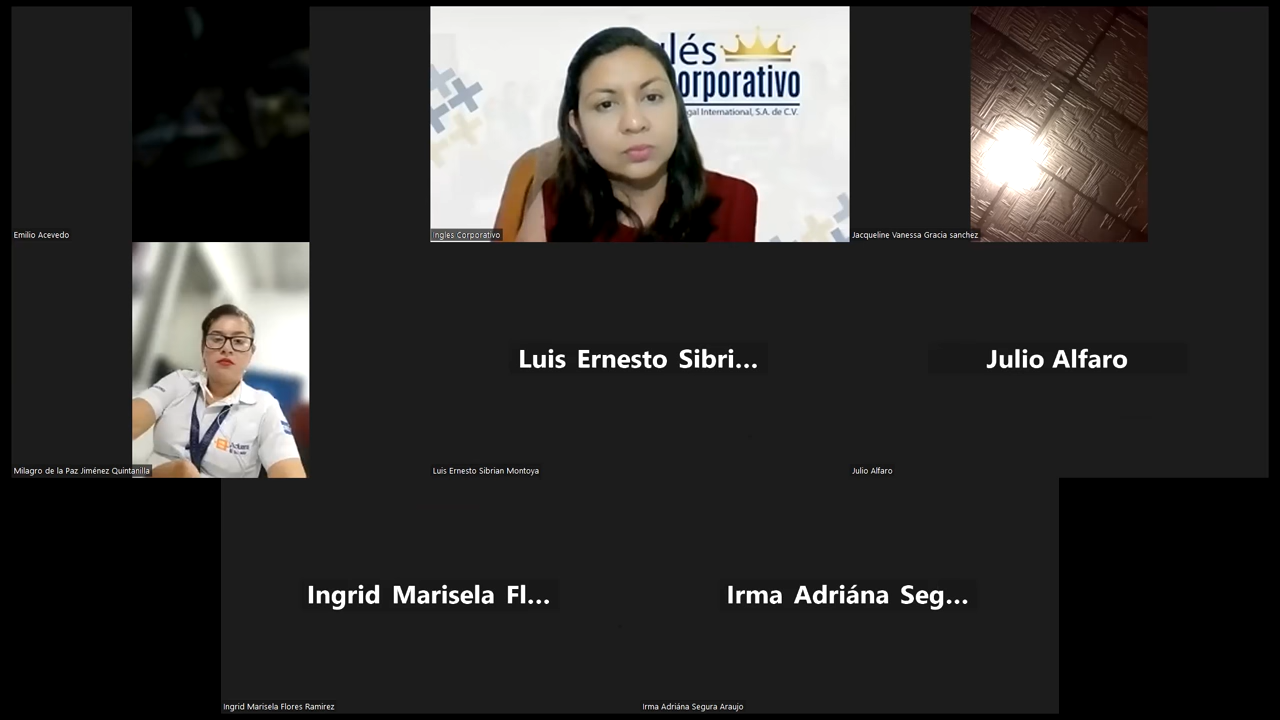 lés
orporativo
gal International, S.A. de C.V.
Emilio Acevedo
Ingles Corporativo
Jacqueline Vanessa Gracia sanchez
Luis Ernesto Sibri...
Julio Alfaro
Milagro de la Paz Jiménez Quintanilla
Luis Ernesto Sibrian Montoya
Julio Alfaro
Ingrid Marisela Fl...
Irma Adriána Seg...
Ingrid Marisela Flores Ramirez
Irma Adriána Segura Araujo